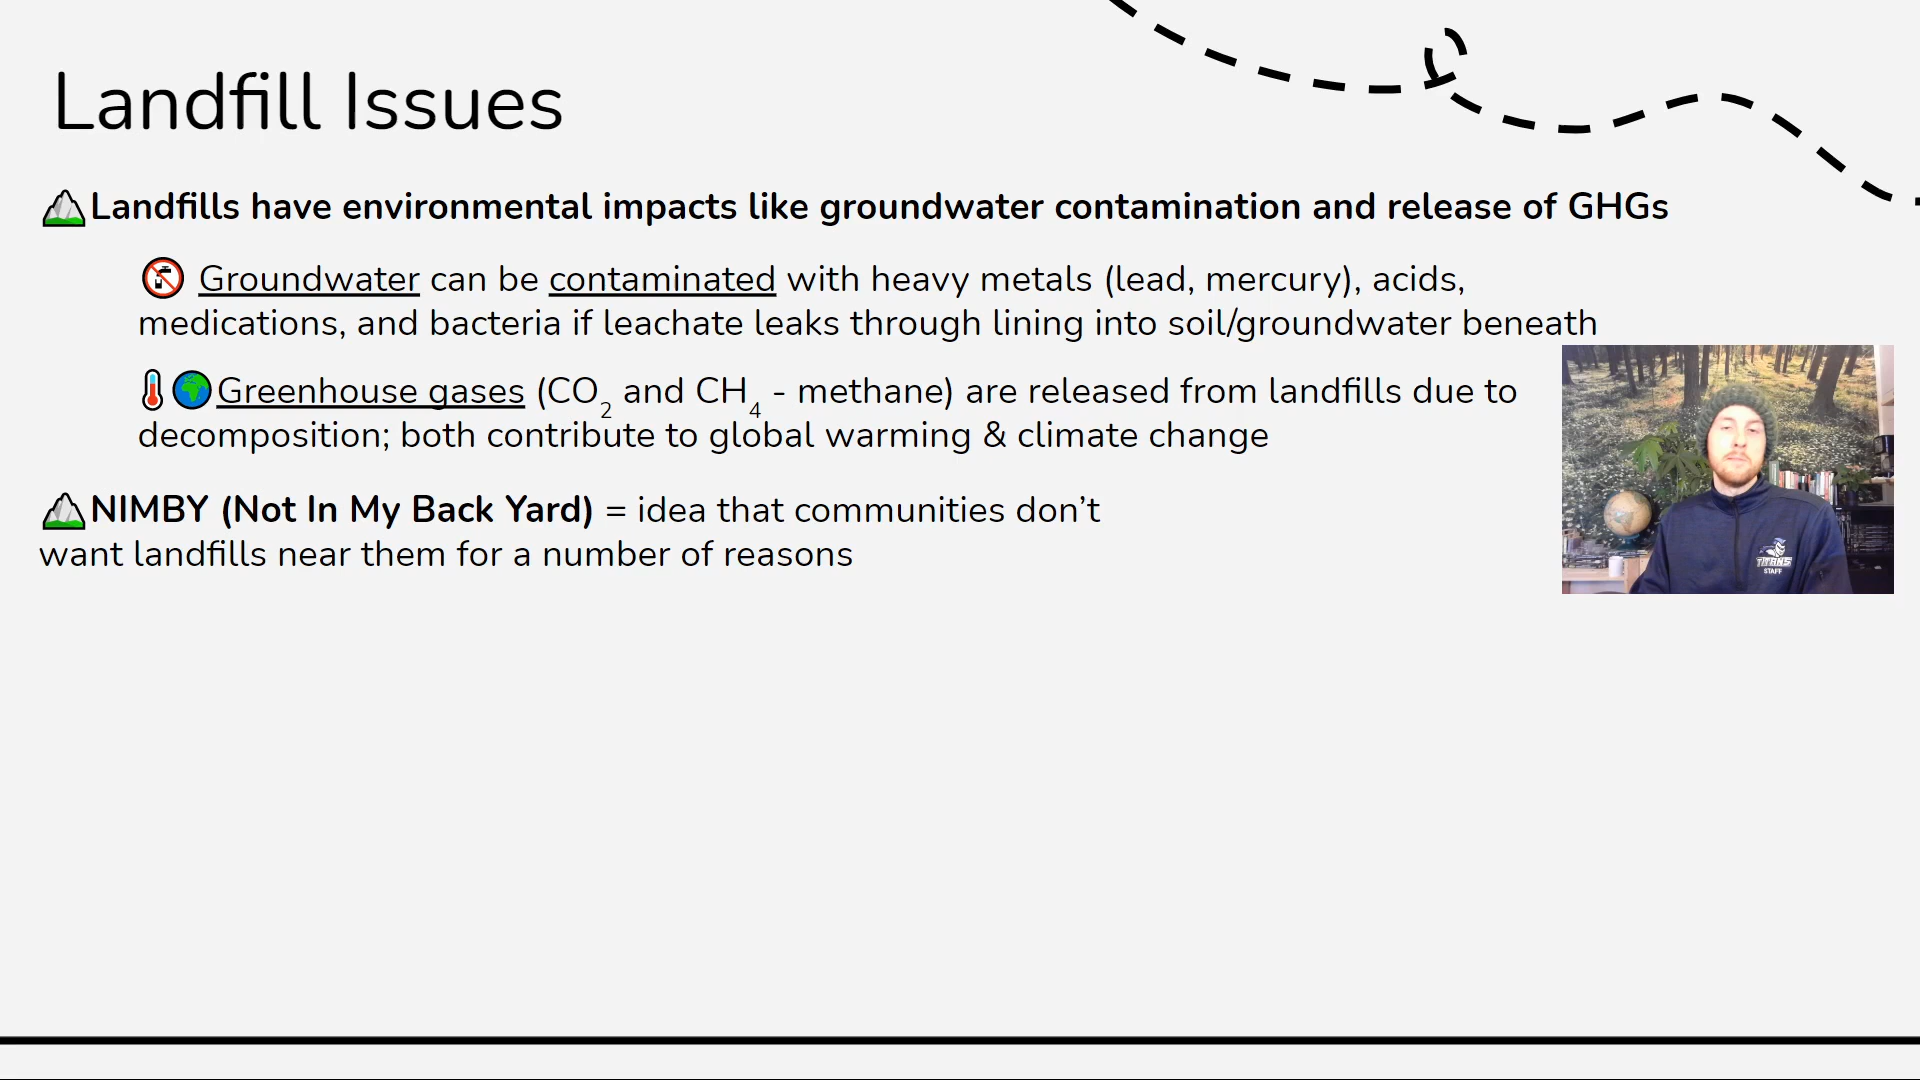 Landfill Issues
Landfills have environmental impacts like groundwater contamination and release of GHGs
Groundwater can be contaminated with heavy metals (lead, mercury), acids,
medications, and bacteria if leachate leaks through lining into soil/groundwater beneath
Greenhouse gases (CO₂ and CH₄ - methane) are released from landfills due to
decomposition; both contribute to global warming & climate change
NIMBY (Not In My Back Yard) = idea that communities don’t
want landfills near them for a number of reasons
TITANS
STAFF